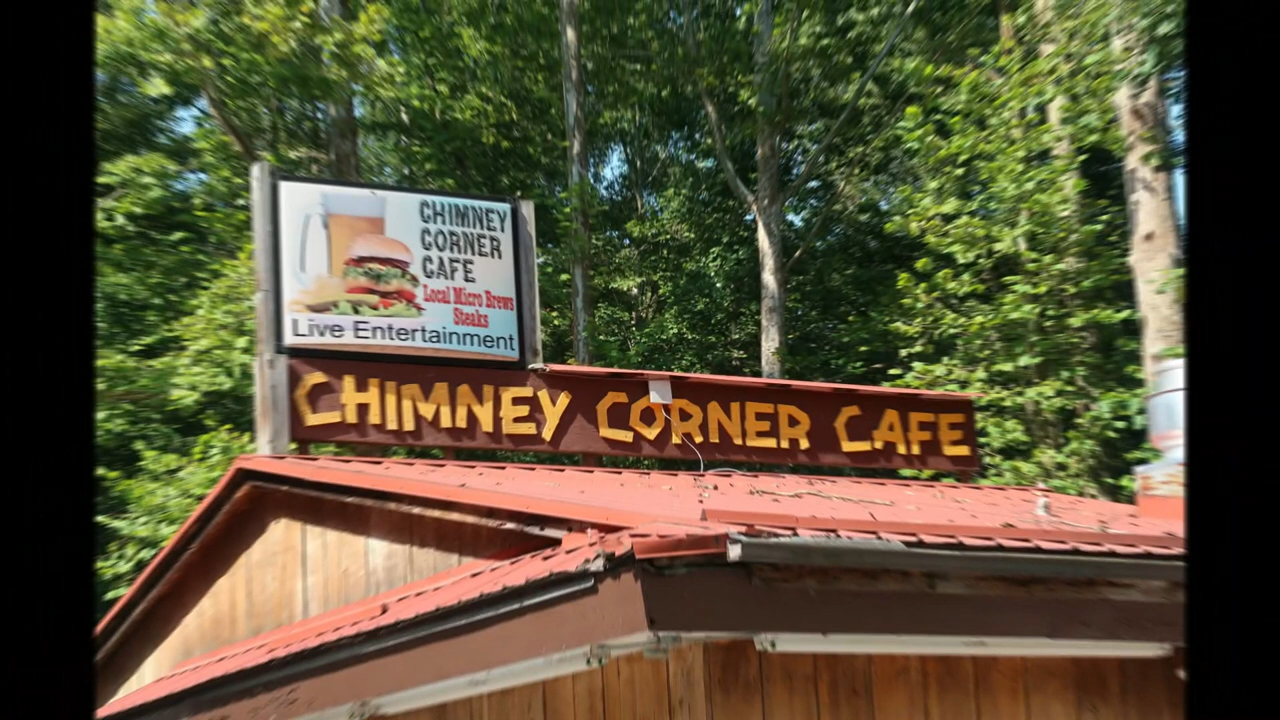 CHIMNEY
CORNER
CAFE
Local Micro Brews
Steaks
Live Entertainment
CHIMNEY CORNER CAFE